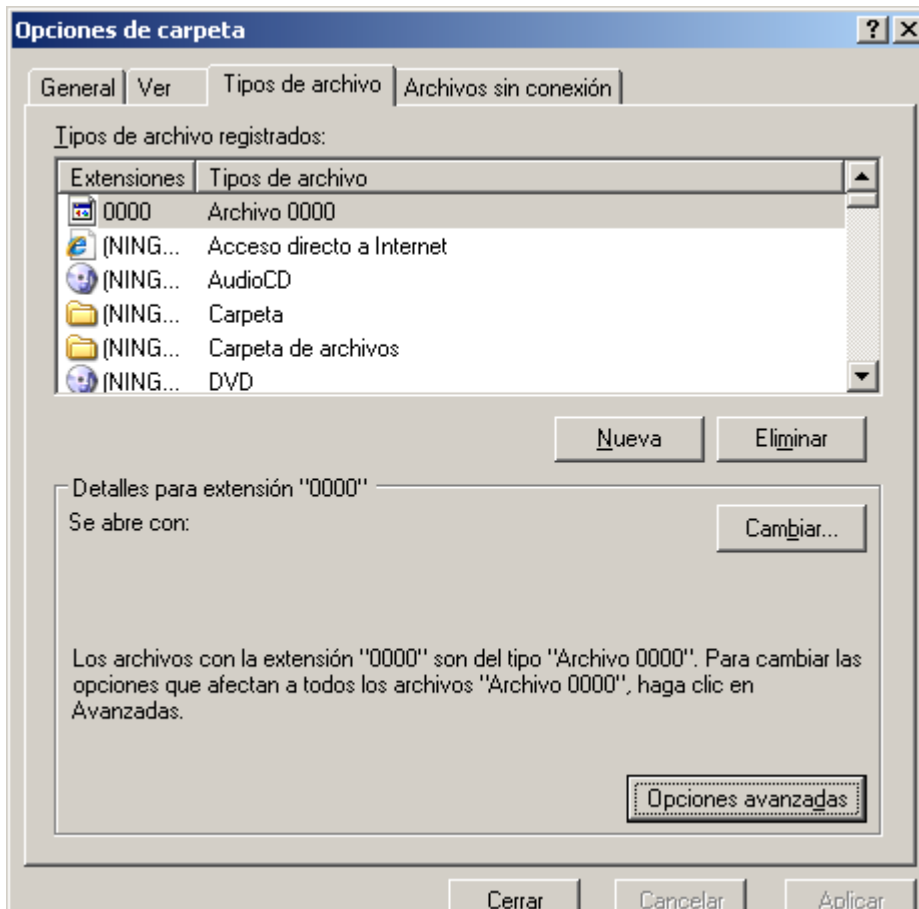 Opciones de carpeta
General Ver Tipos de archivo Archivos sin conexión
Tipos de archivo registrados:
Extensiones Tipos de archivo
0000 Archivo 0000
(NING... Acceso directo a Internet
(NING... AudioCD
(NING... Carpeta
(NING... Carpeta de archivos
(NING... DVD
Nueva Eliminar
Detalles para extensión "0000"
Se abre con: Cambiar...
Los archivos con la extensión "0000" son del tipo "Archivo 0000". Para cambiar las
opciones que afectan a todos los archivos "Archivo 0000", haga clic en
Avanzadas.
Opciones avanzadas
Cerrar Cancelar Aplicar